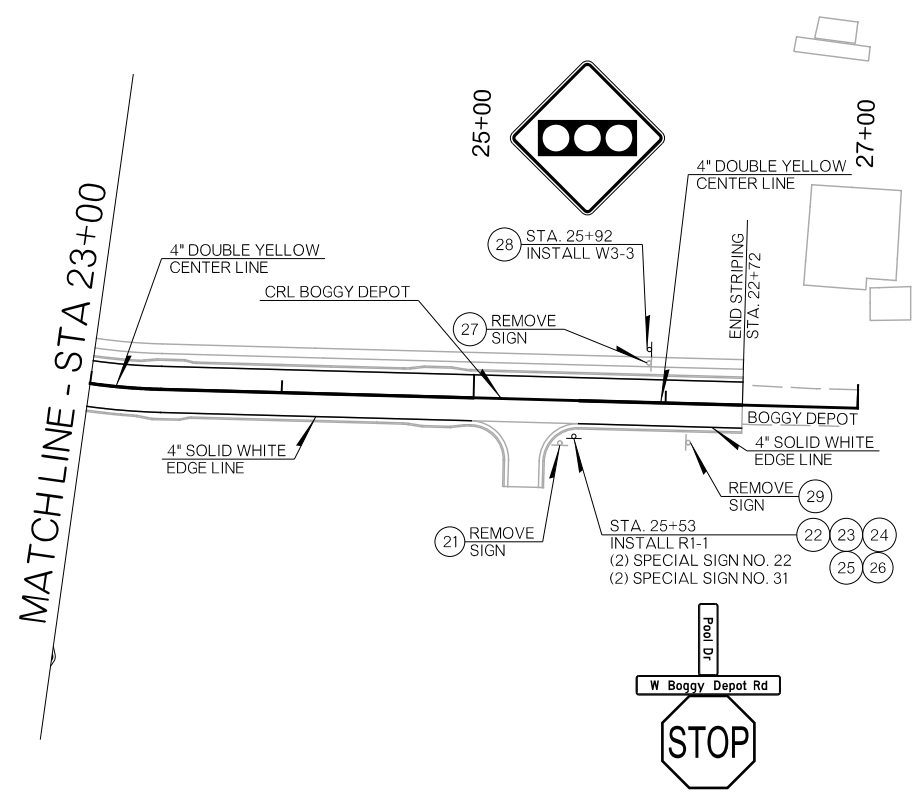 25+00
27+00
4" DOUBLE YELLOW
CENTER LINE
28
STA. 25+92
INSTALL W3-3
END STRIPING
STA. 22+72
4" DOUBLE YELLOW
CENTER LINE
CRL BOGGY DEPOT
27
REMOVE
SIGN
MATCH LINE - STA 23+00
BOGGY DEPOT
4" SOLID WHITE
EDGE LINE
4" SOLID WHITE
EDGE LINE
REMOVE
SIGN
29
21
REMOVE
SIGN
STA. 25+53
INSTALL R1-1
(2) SPECIAL SIGN NO. 22
(2) SPECIAL SIGN NO. 31
22 23 24
25 26
Pool Dr
W Boggy Depot Rd
STOP